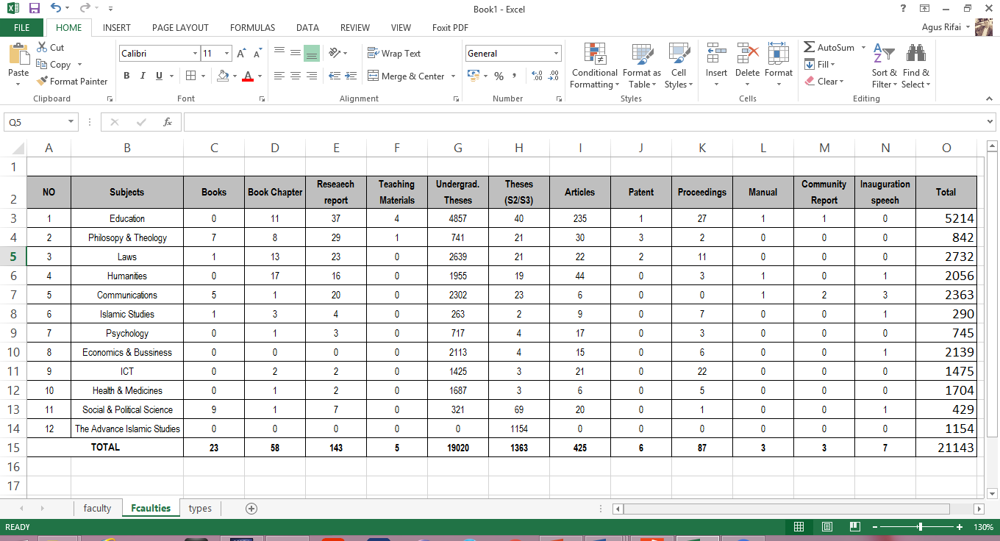 Book1 - Excel
FILE HOME INSERT PAGE LAYOUT FORMULAS DATA REVIEW VIEW Foxit PDF Agus Rifai
Paste Cut Copy Format Painter
Calibri 11
B I U A
Wrap Text
Merge & Center
General
%
Conditional Formatting Format as Table Cell Styles
Insert Delete Format
AutoSum Fill Clear
Sort & Filter Find & Select
Clipboard Font Alignment Number Styles Cells Editing
Q5 fx
A B C D E F G H I J K L M N O
1
2 NO Subjects Books Book Chapter Reseaech report Teaching Materials Undergrad. Theses Theses (S2/S3) Articles Patent Proceedings Manual Community Report Inauguration speech Total
3 1 Education 0 11 37 4 4857 40 235 1 27 1 1 0 5214
4 2 Philosopy & Theology 7 8 29 1 741 21 30 3 2 0 0 0 842
5 3 Laws 1 13 23 0 2639 21 22 2 11 0 0 0 2732
6 4 Humanities 0 17 16 0 1955 19 44 0 3 1 0 1 2056
7 5 Communications 5 1 20 0 2302 23 6 0 0 1 2 3 2363
8 6 Islamic Studies 1 3 4 0 263 2 9 0 7 0 0 1 290
9 7 Psychology 0 1 3 0 717 4 17 0 3 0 0 0 745
10 8 Economics & Bussiness 0 0 0 0 2113 4 15 0 6 0 0 1 2139
11 9 ICT 0 2 2 0 1425 3 21 0 22 0 0 0 1475
12 10 Health & Medicines 0 1 2 0 1687 3 6 0 5 0 0 0 1704
13 11 Social & Political Science 9 1 7 0 321 69 20 0 1 0 0 1 429
14 12 The Advance Islamic Studies 0 0 0 0 0 1154 0 0 0 0 0 0 1154
15 TOTAL 23 58 143 5 19020 1363 425 6 87 3 3 7 21143
16
17
faculty Fcaulties types
READY 130%